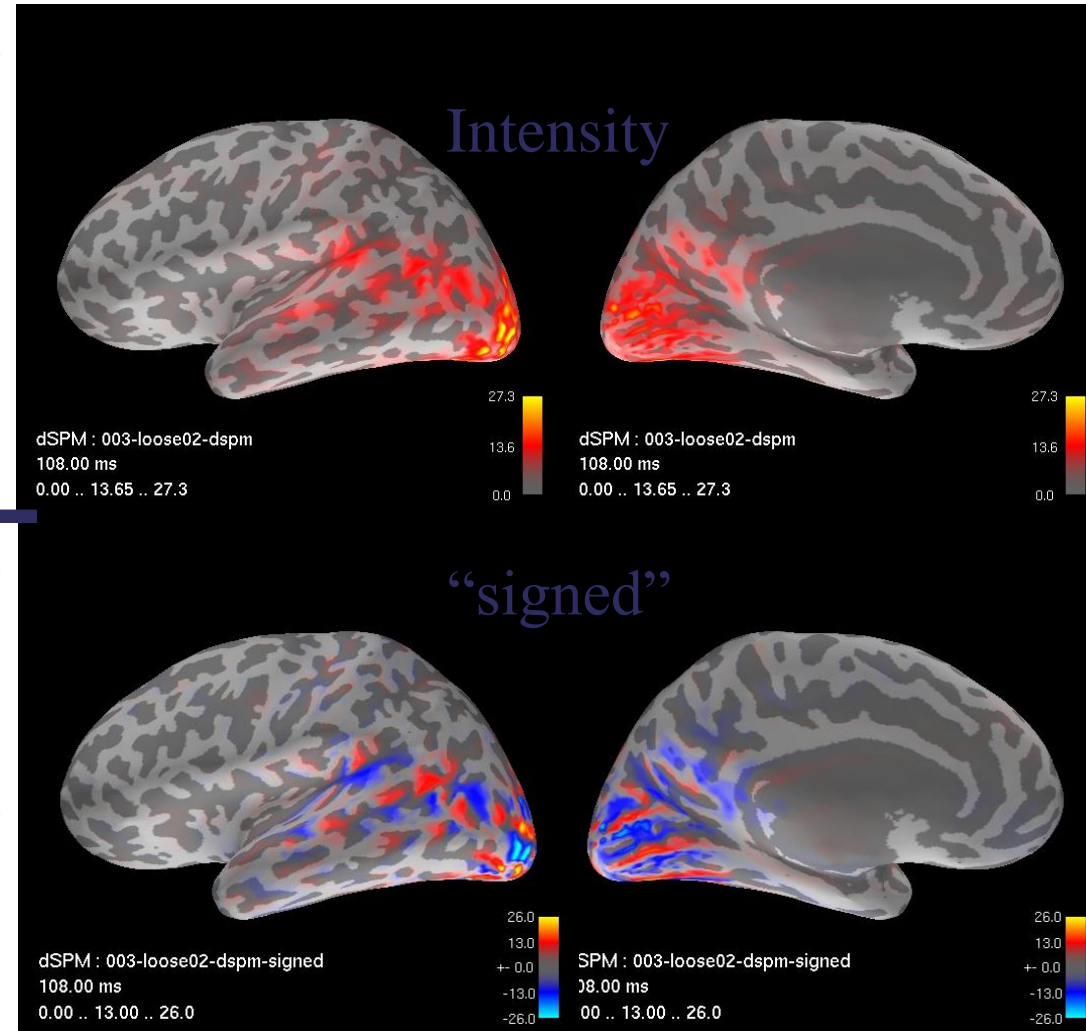 Intensity
27.3
13.6
0.0
dSPM : 003-loose02-dspm
108.00 ms
0.00 .. 13.65 .. 27.3
27.3
13.6
0.0
dSPM : 003-loose02-dspm
108.00 ms
0.00 .. 13.65 .. 27.3
“signed”
26.0
13.0
+- 0.0
-13.0
-26.0
dSPM : 003-loose02-dspm-signed
108.00 ms
0.00 .. 13.00 .. 26.0
26.0
13.0
+- 0.0
-13.0
-26.0
SPM : 003-loose02-dspm-signed
08.00 ms
00 .. 13.00 .. 26.0